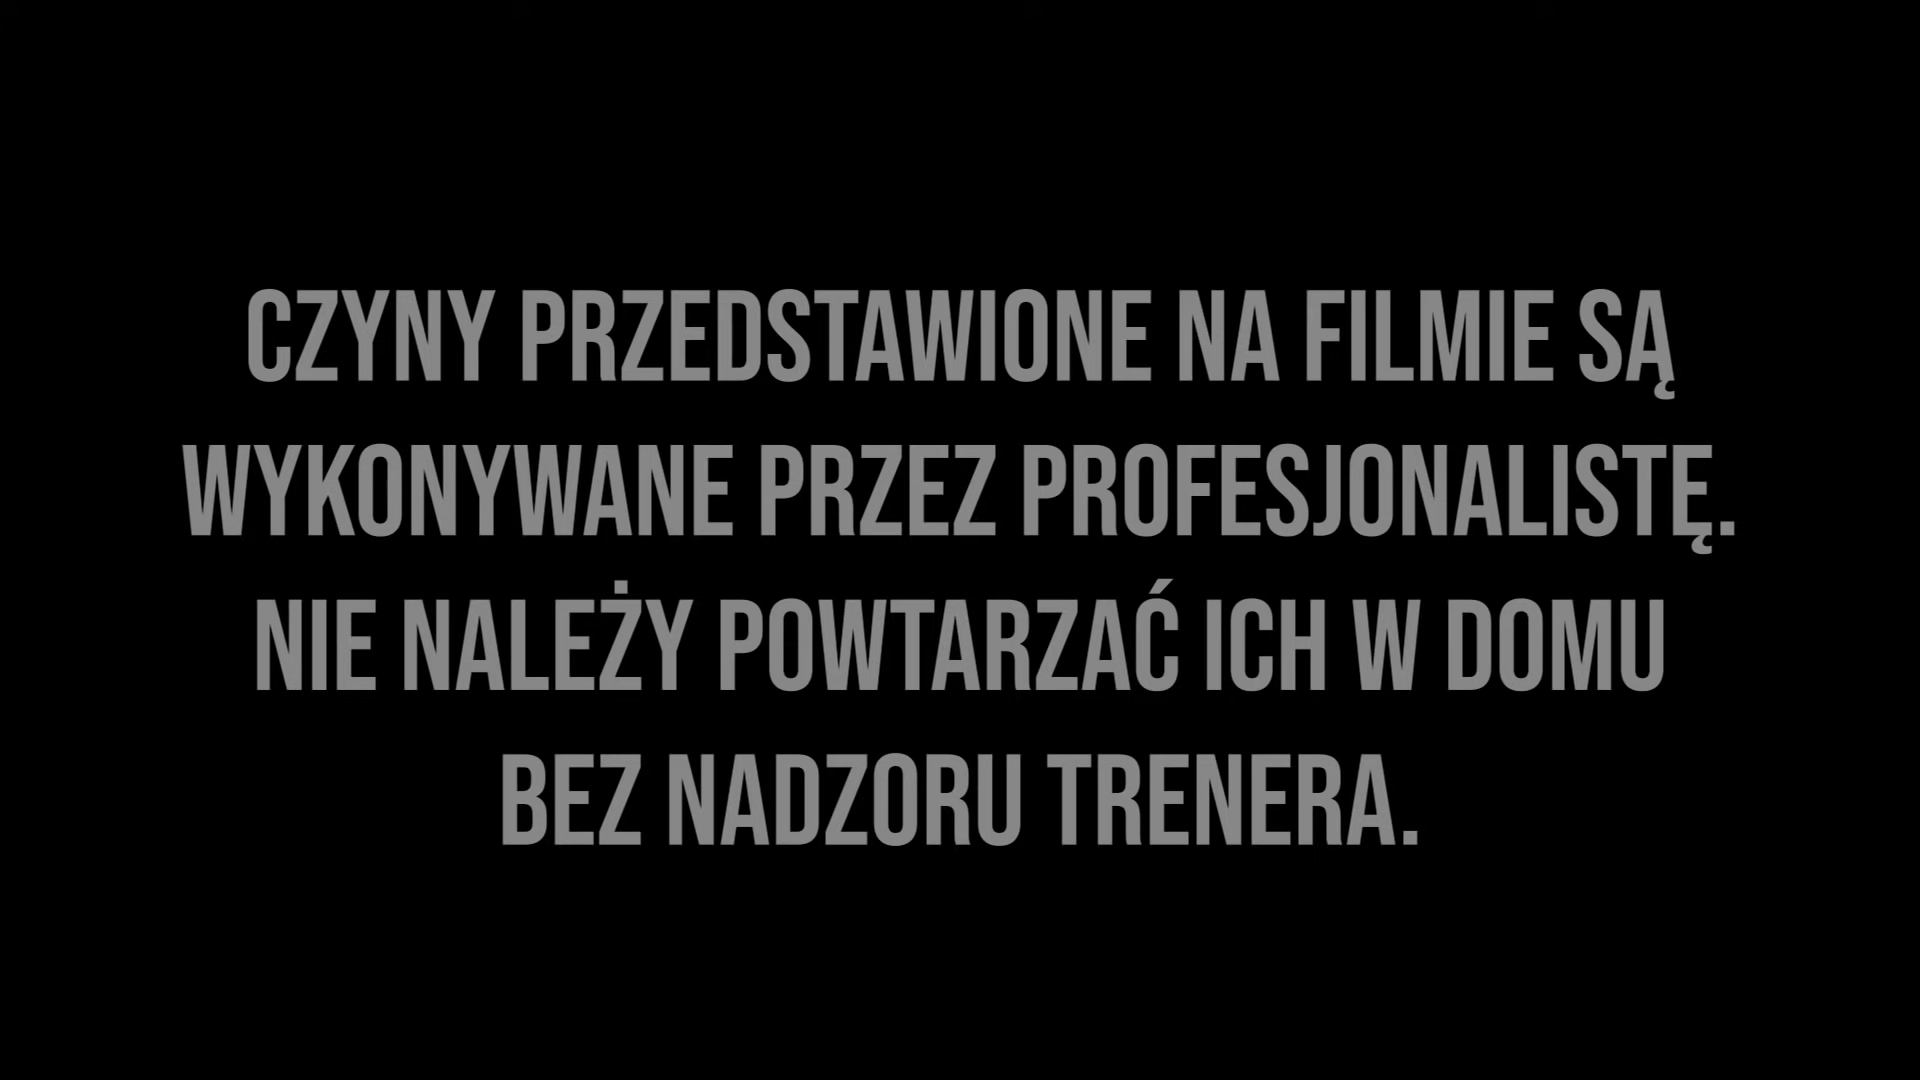 CZYNY PRZEDSTAWIONE NA FILMIE SĄ
WYKONYWANE PRZEZ PROFESJONALISTĘ.
NIE NALEŻY POWTARZAĆ ICH W DOMU
BEZ NADZORU TRENERA.